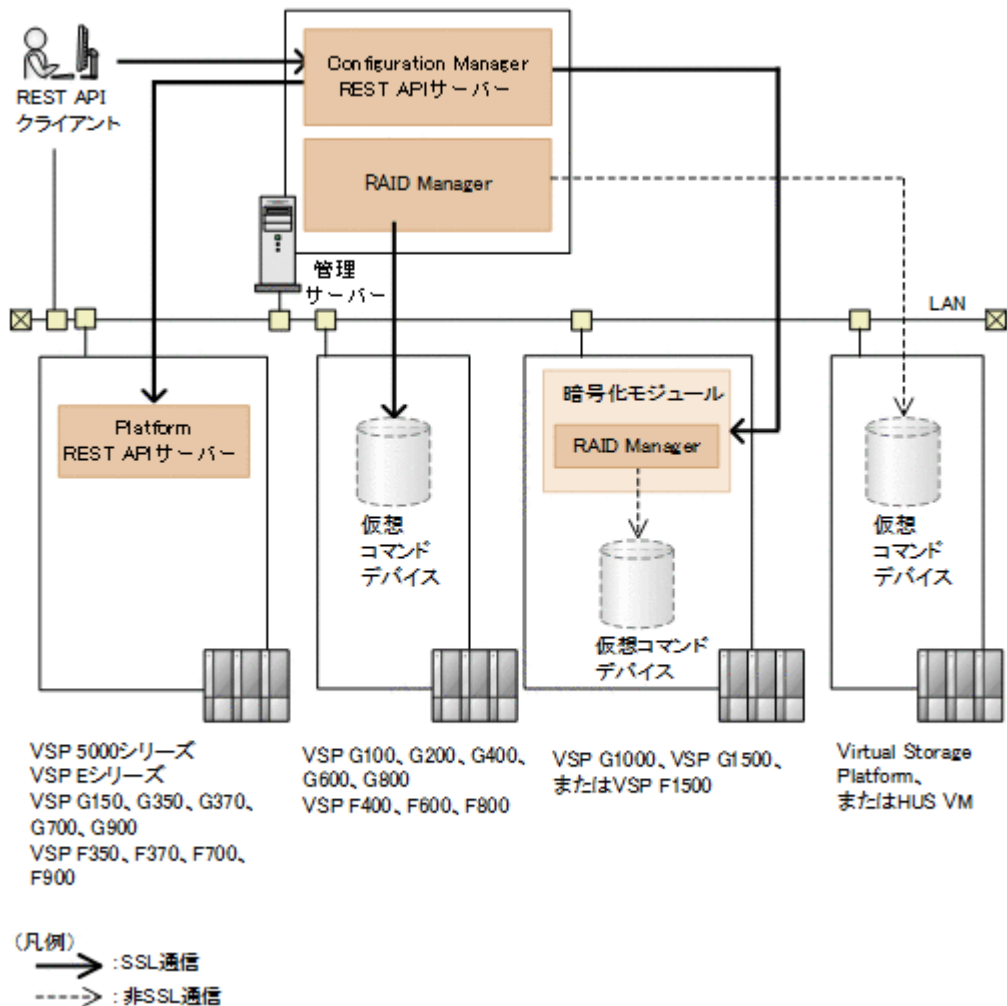 REST API
クライアント
Configuration Manager
REST APIサーバー
RAID Manager
管理
サーバー
LAN
Platform
REST APIサーバー
仮想
コマンド
デバイス
暗号化モジュール
RAID Manager
仮想コマンド
デバイス
仮想
コマンド
デバイス
VSP 5000シリーズ
VSP Eシリーズ
VSP G150、G350、G370、
G700、G900
VSP F350、F370、F700、
F900
VSP G100、G200、G400、
G600、G800
VSP F400、F600、F800
VSP G1000、VSP G1500、
またはVSP F1500
Virtual Storage
Platform、
またはHUS VM
(凡例)
:SSL通信
:非SSL通信